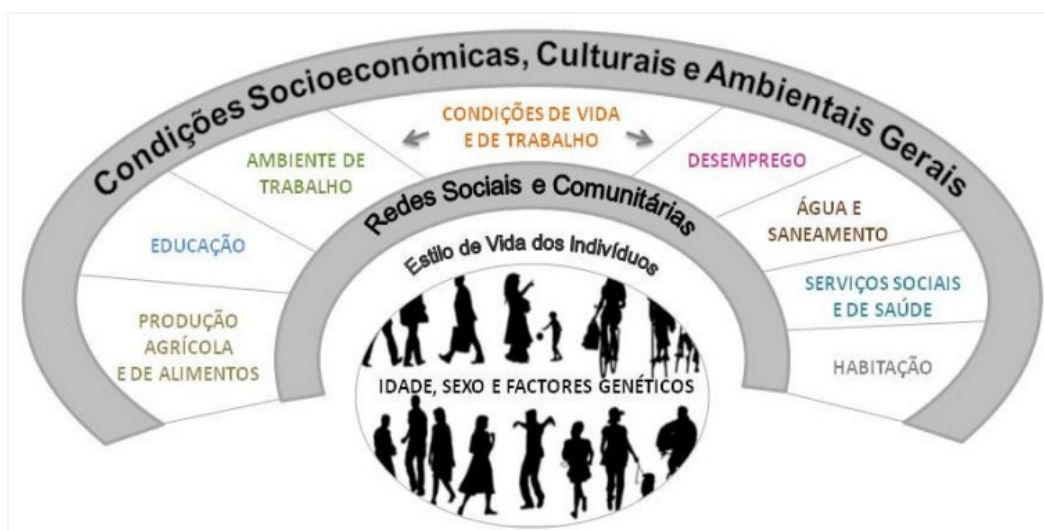 Condições Socioeconómicas, Culturais e Ambientais Gerais
CONDIÇÕES DE VIDA
E DE TRABALHO
AMBIENTE DE
TRABALHO
DESEMPREGO
Redes Sociais e Comunitárias
EDUCAÇÃO
ÁGUA E
SANEAMENTO
Estilo de Vida dos Indivíduos
PRODUÇÃO
AGRÍCOLA
E DE ALIMENTOS
SERVIÇOS SOCIAIS
E DE SAÚDE
HABITAÇÃO
IDADE, SEXO E FACTORES GENÉTICOS